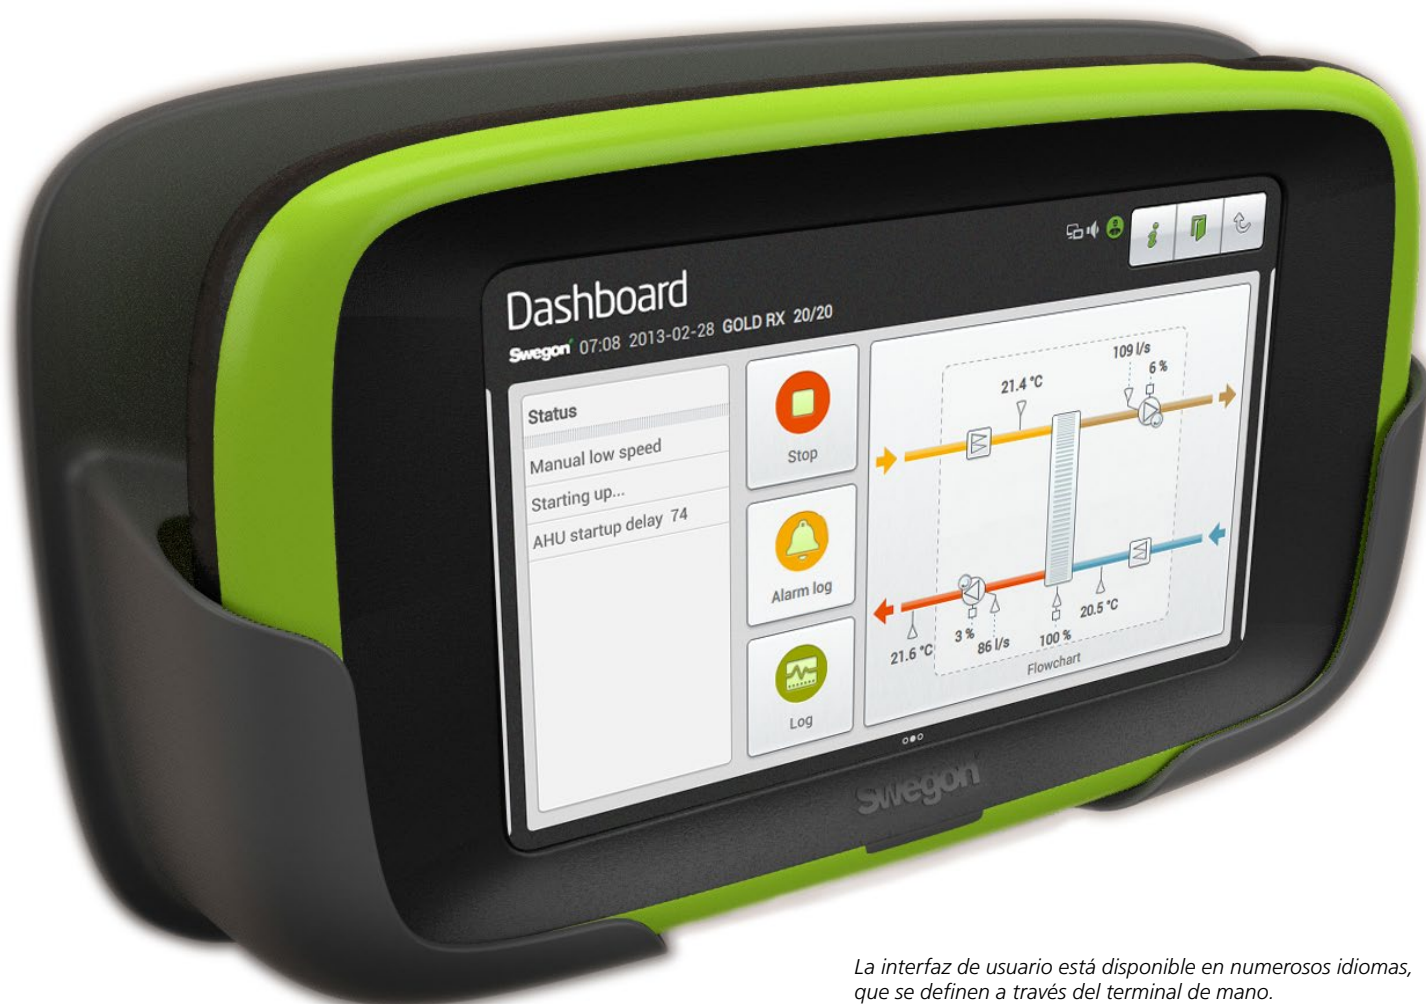 Dashboard
Swegon 07:08 2013-02-28 GOLD RX 20/20
Status
Manual low speed
Starting up...
AHU startup delay 74
Stop
Alarm log
Log
109 l/s
6 %
21.4 °C
21.6 °C
3 %
86 l/s
100 %
20.5 °C
Flowchart
Swegon
La interfaz de usuario está disponible en numerosos idiomas,
que se definen a través del terminal de mano.